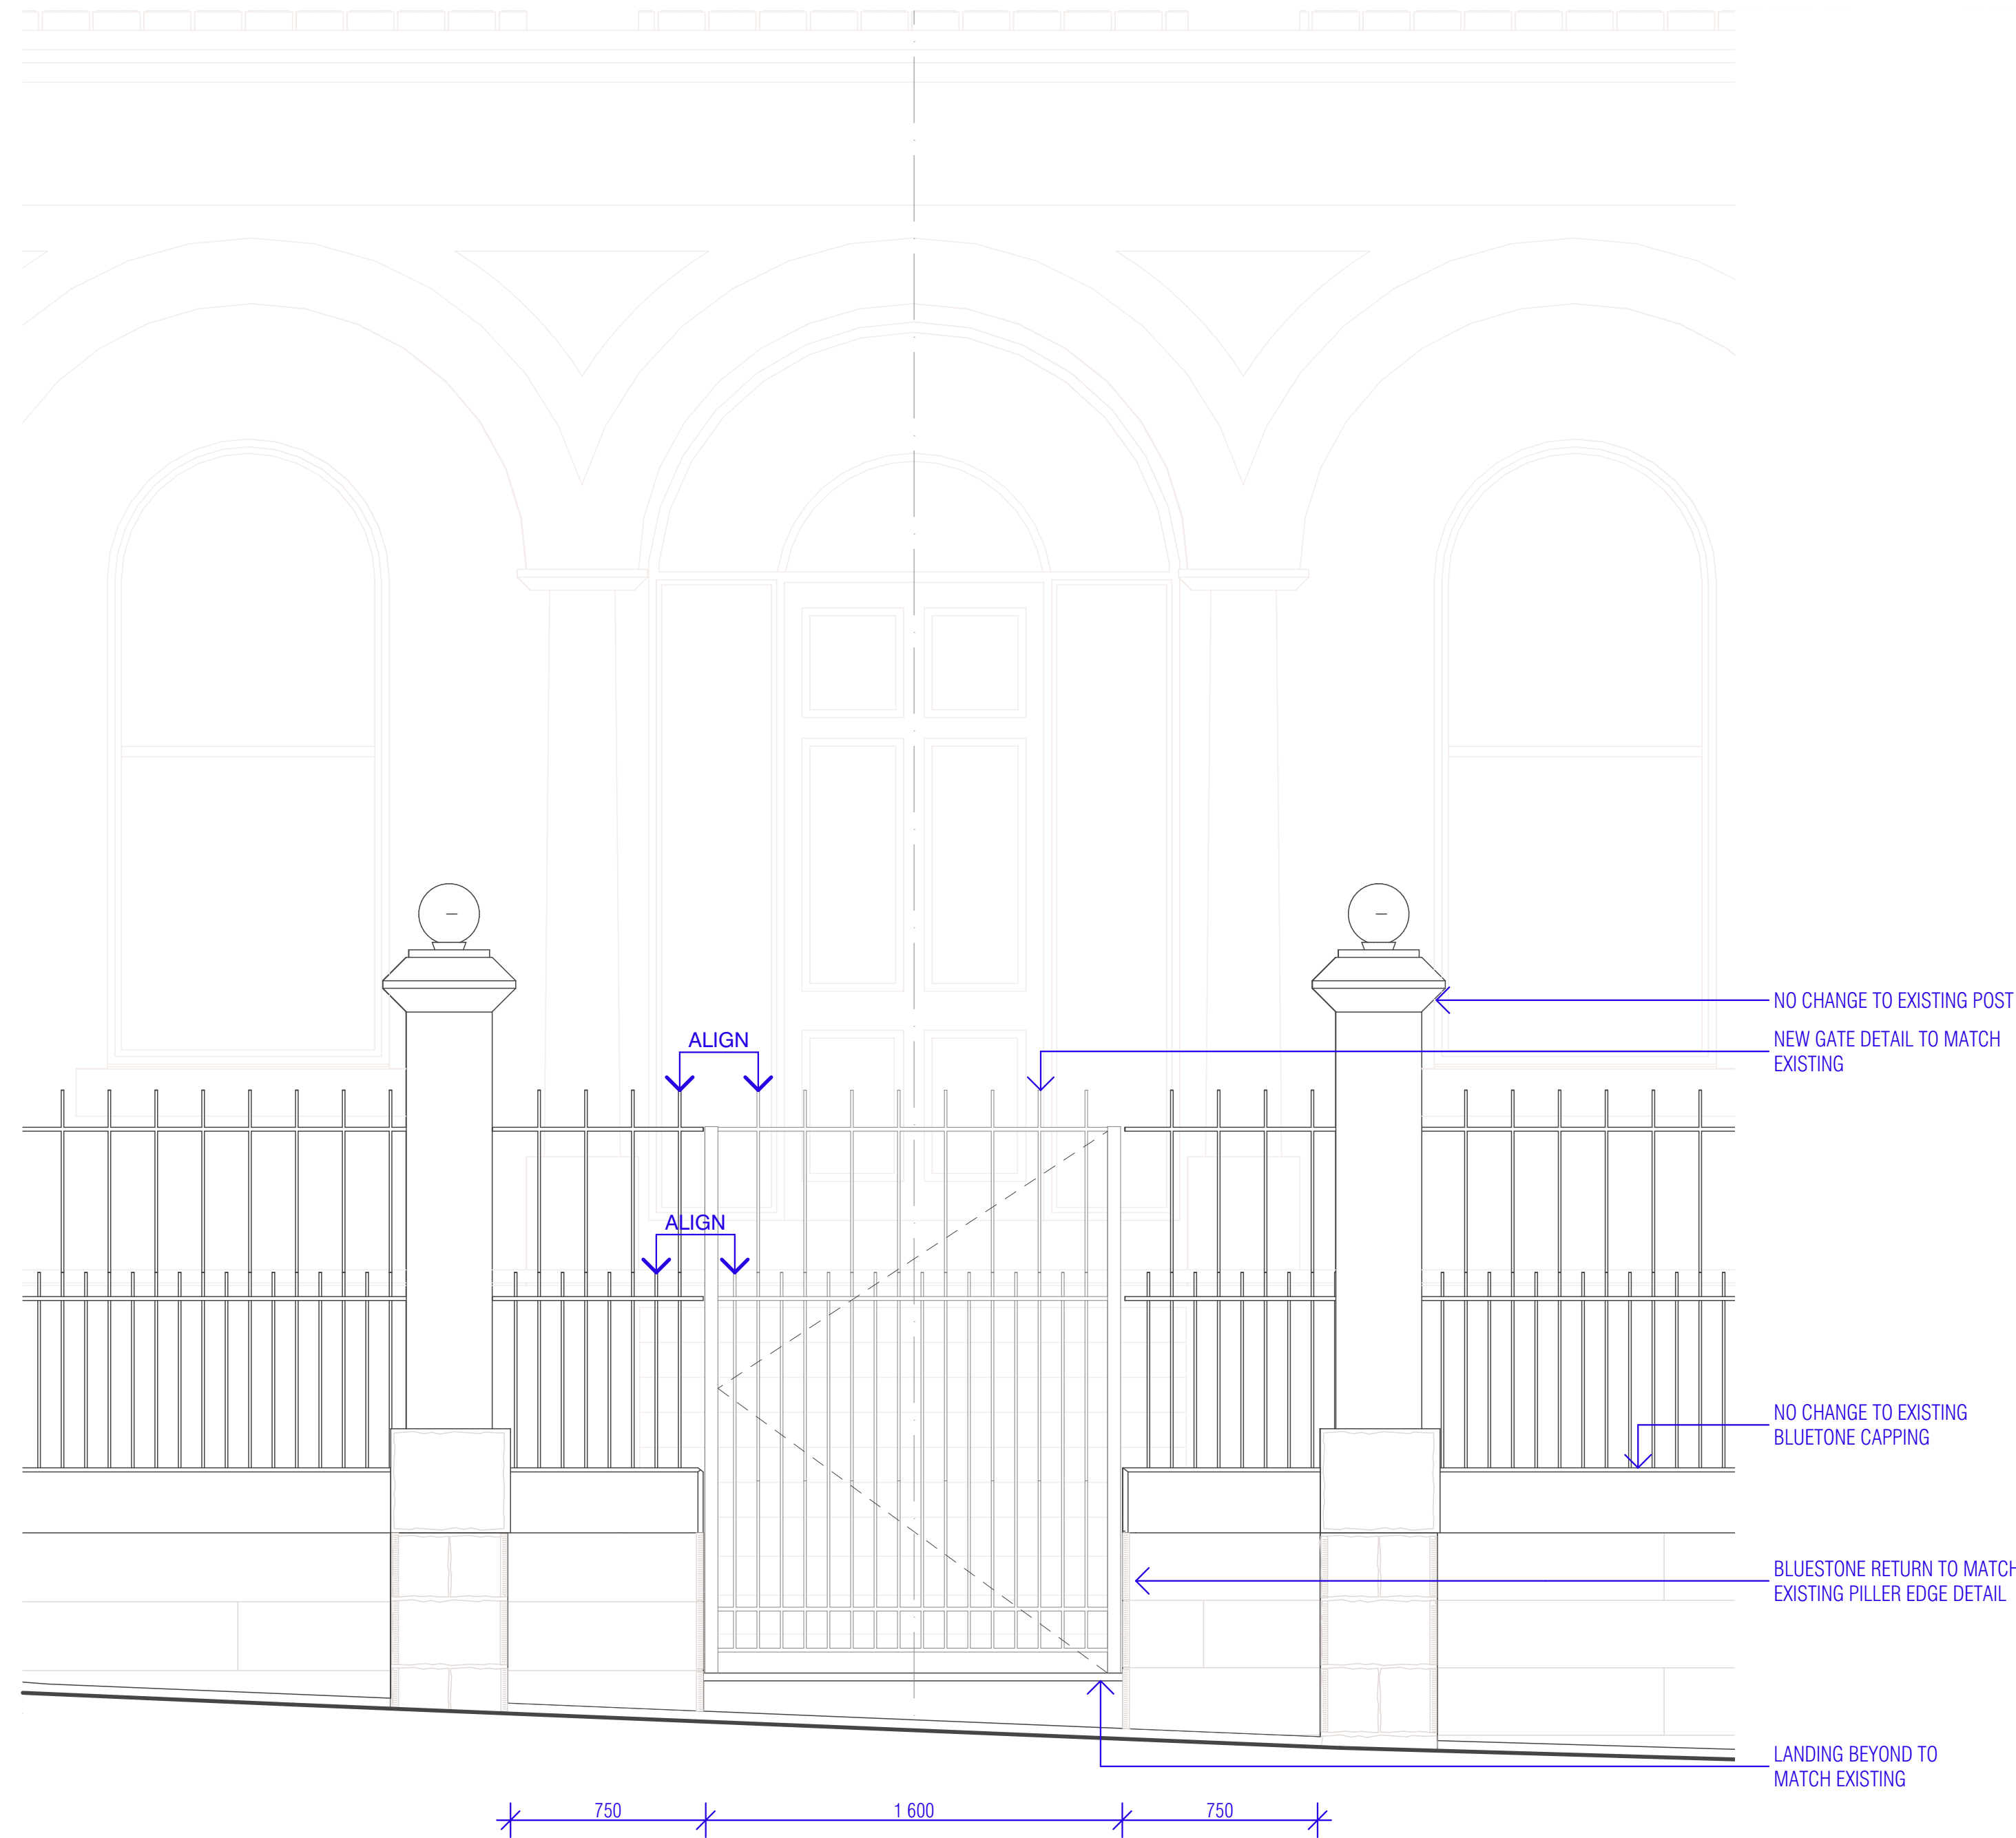 NO CHANGE TO EXISTING POST
NEW GATE DETAIL TO MATCH
EXISTING
ALIGN
ALIGN
NO CHANGE TO EXISTING
BLUETONE CAPPING
BLUESTONE RETURN TO MATCH
EXISTING PILLER EDGE DETAIL
LANDING BEYOND TO
MATCH EXISTING
750
1 600
750